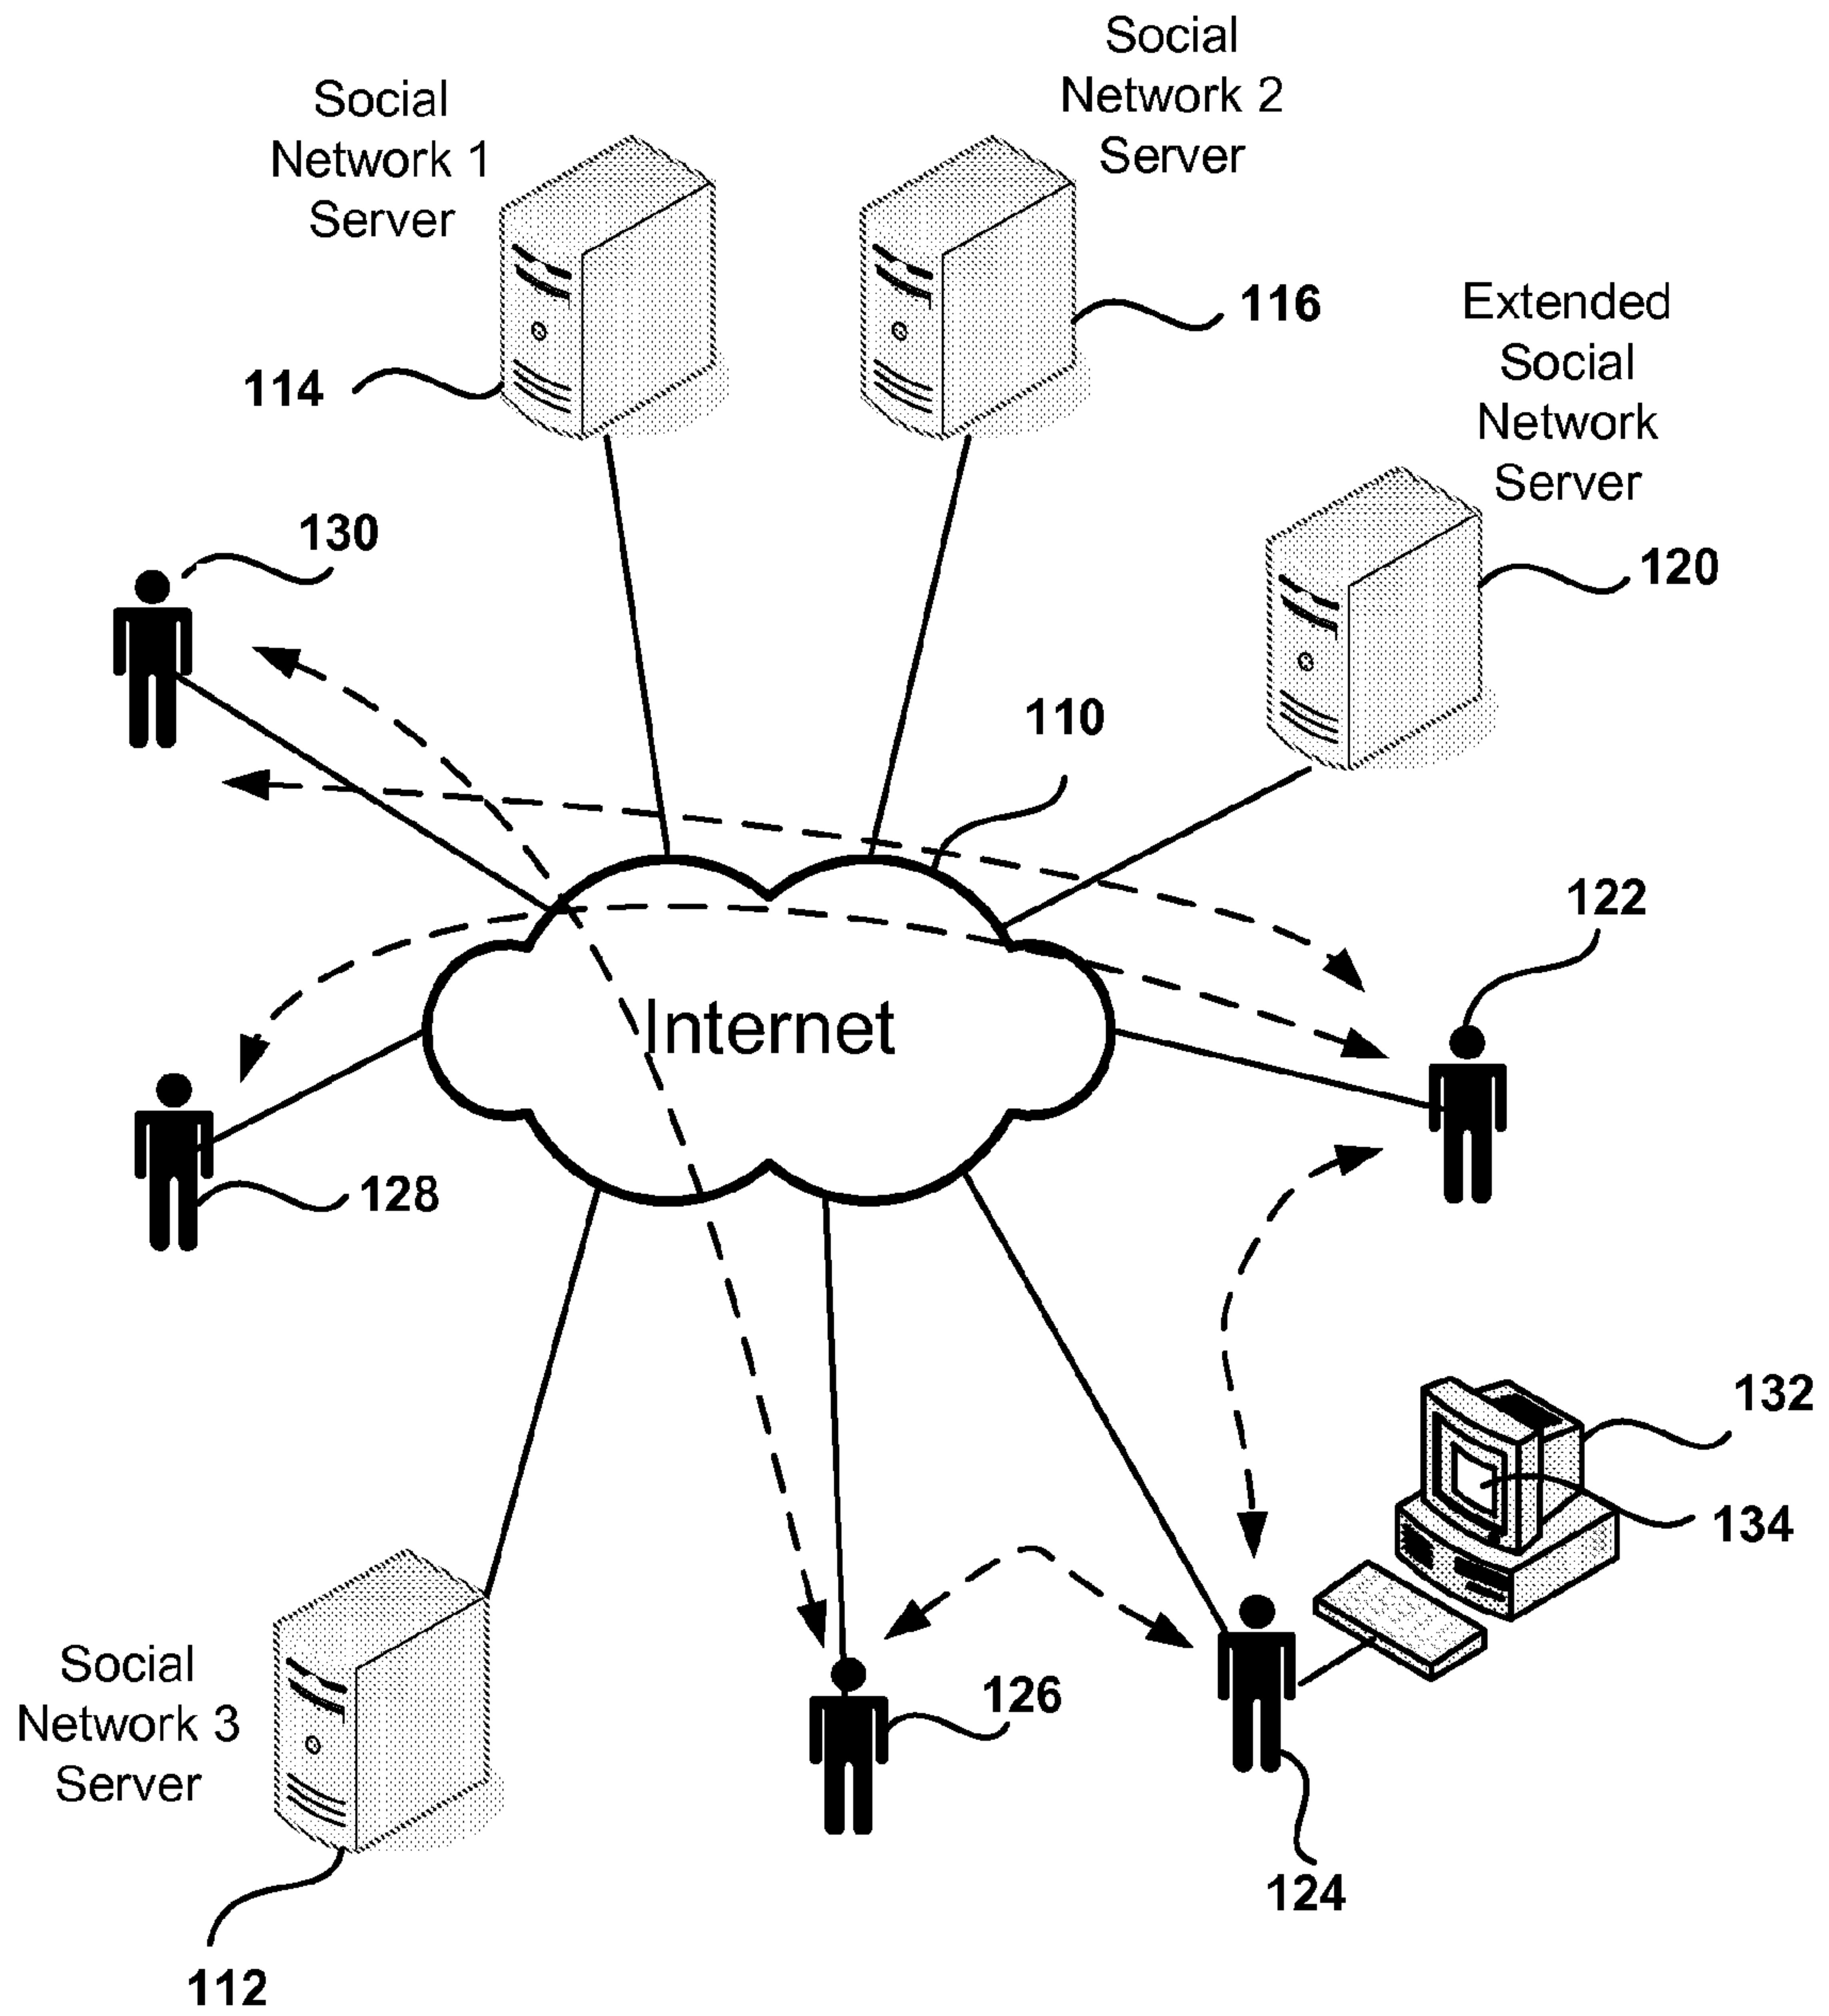 Social
Network 2
Server
Social
Network 1
Server
116
Extended
Social
Network
Server
114
130
120
110
122
Internet
128
132
134
126
Social
Network 3
Server
124
112